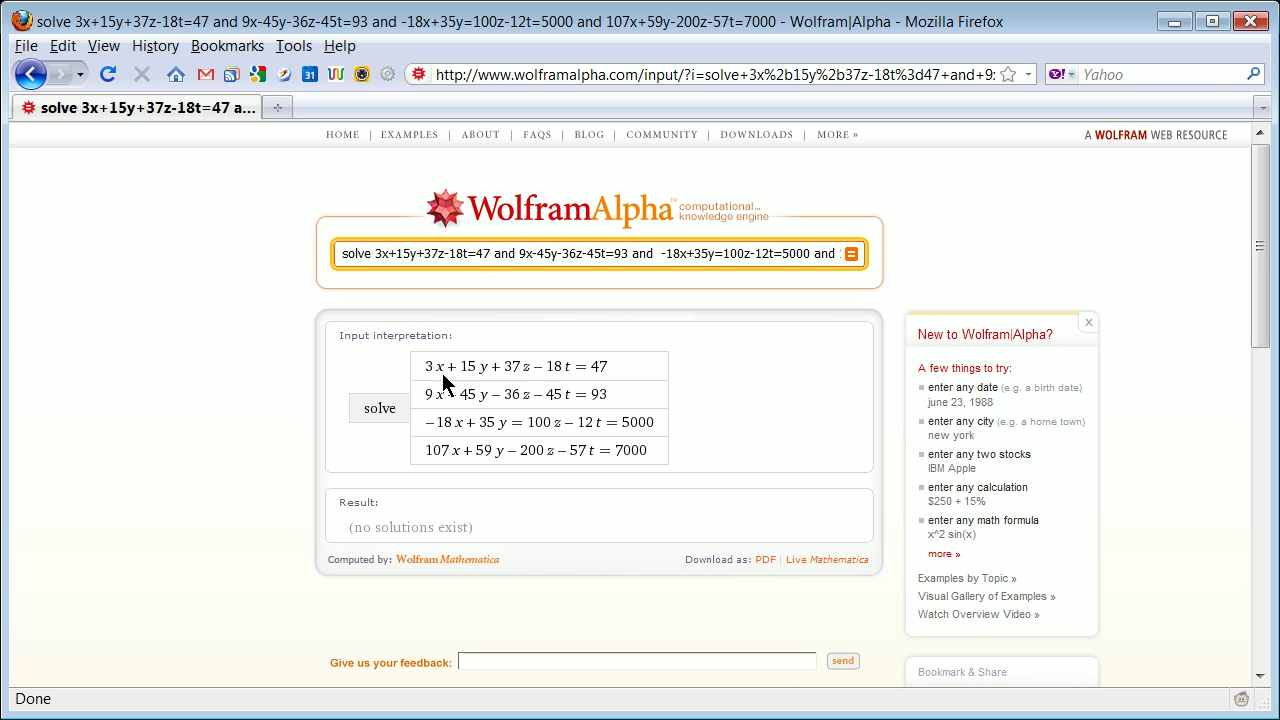 solve 3x+15y+37z-18t=47 and 9x-45y-36z-45t=93 and -18x+35y=100z-12t=5000 and 107x+59y-200z-57t=7000 - Wolfram|Alpha - Mozilla Firefox
File Edit View History Bookmarks Tools Help
http://www.wolframalpha.com/input/?i=solve+3x%2b15y%2b37z-18t%3d47+and+9:
Yahoo
solve 3x+15y+37z-18t=47 a...
HOME | EXAMPLES | ABOUT | FAQS | BLOG | COMMUNITY | DOWNLOADS | MORE »
A WOLFRAM WEB RESOURCE
WolframAlpha™ computational...
knowledge engine
solve 3x+15y+37z-18t=47 and 9x-45y-36z-45t=93 and -18x+35y=100z-12t=5000 and
Input interpretation:
solve
3 x + 15 y + 37 z − 18 t = 47
9 x − 45 y − 36 z − 45 t = 93
−18 x + 35 y = 100 z − 12 t = 5000
107 x + 59 y − 200 z − 57 t = 7000
Result:
(no solutions exist)
Computed by: Wolfram Mathematica
Download as: PDF | Live Mathematica
New to Wolfram|Alpha?
A few things to try:
enter any date (e.g. a birth date)
june 23, 1988
enter any city (e.g. a home town)
new york
enter any two stocks
IBM Apple
enter any calculation
$250 + 15%
enter any math formula
x^2 sin(x)
more »
Examples by Topic »
Visual Gallery of Examples »
Watch Overview Video »
Bookmark & Share
Give us your feedback:
send
Done